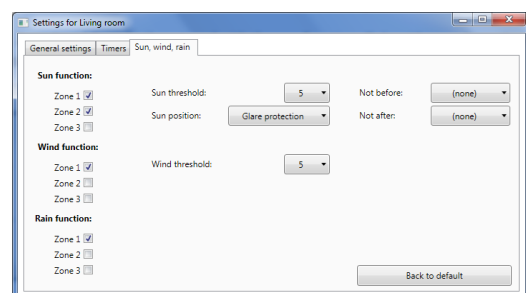 Settings for Living room
General settings Timers Sun, wind, rain
Sun function:
Zone 1 Sun threshold: 5 Not before: (none)
Zone 2 Sun position: Glare protection Not after: (none)
Zone 3
Wind function:
Zone 1 Wind threshold: 5
Zone 2
Zone 3
Rain function:
Zone 1
Zone 2
Zone 3
Back to default